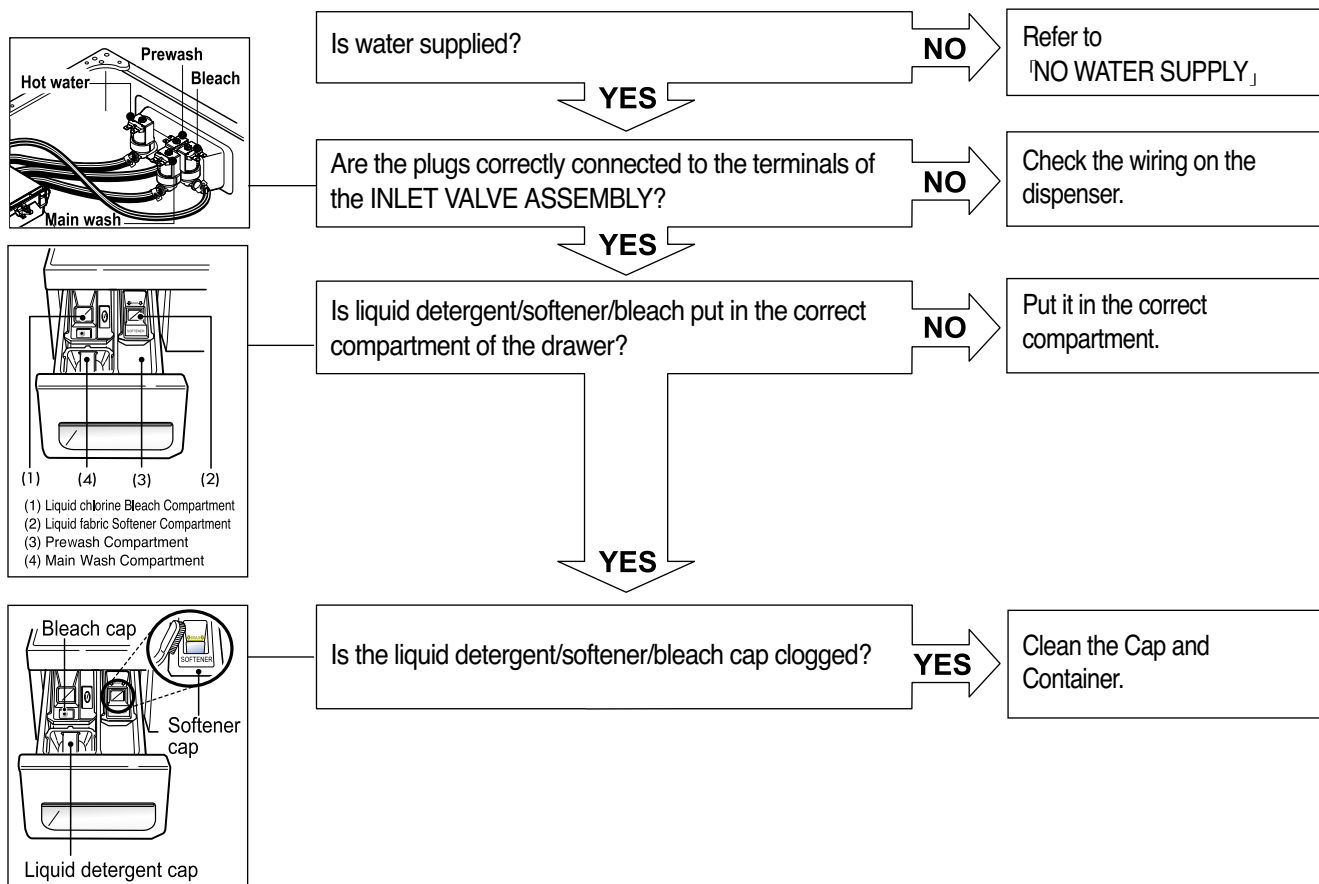 Is water supplied?
NO
Refer to
「NO WATER SUPPLY」
YES
Prewash
Bleach
Hot water
Main wash
Are the plugs correctly connected to the terminals of
the INLET VALVE ASSEMBLY?
NO
Check the wiring on the
dispenser.
YES
SOFTENER
(1) (4) (3) (2)
(1) Liquid chlorine Bleach Compartment
(2) Liquid fabric Softener Compartment
(3) Prewash Compartment
(4) Main Wash Compartment
Is liquid detergent/softener/bleach put in the correct
compartment of the drawer?
NO
Put it in the correct
compartment.
YES
Bleach cap
SOFTENER
Softener
cap
Liquid detergent cap
Is the liquid detergent/softener/bleach cap clogged?
YES
Clean the Cap and
Container.